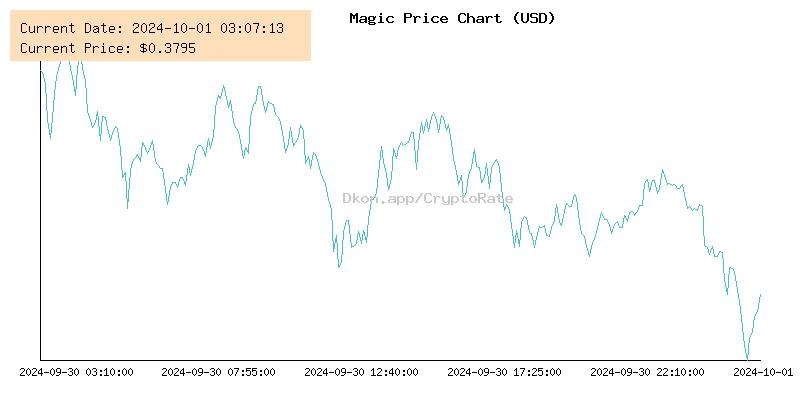 Magic Price Chart (USD)
Current Date: 2024-10-01 03:07:13
Current Price: $0.3795
Dkon.app/CryptoRate
2024-09-30 03:10:00 2024-09-30 07:55:00 2024-09-30 12:40:00 2024-09-30 17:25:00 2024-09-30 22:10:00 2024-10-01